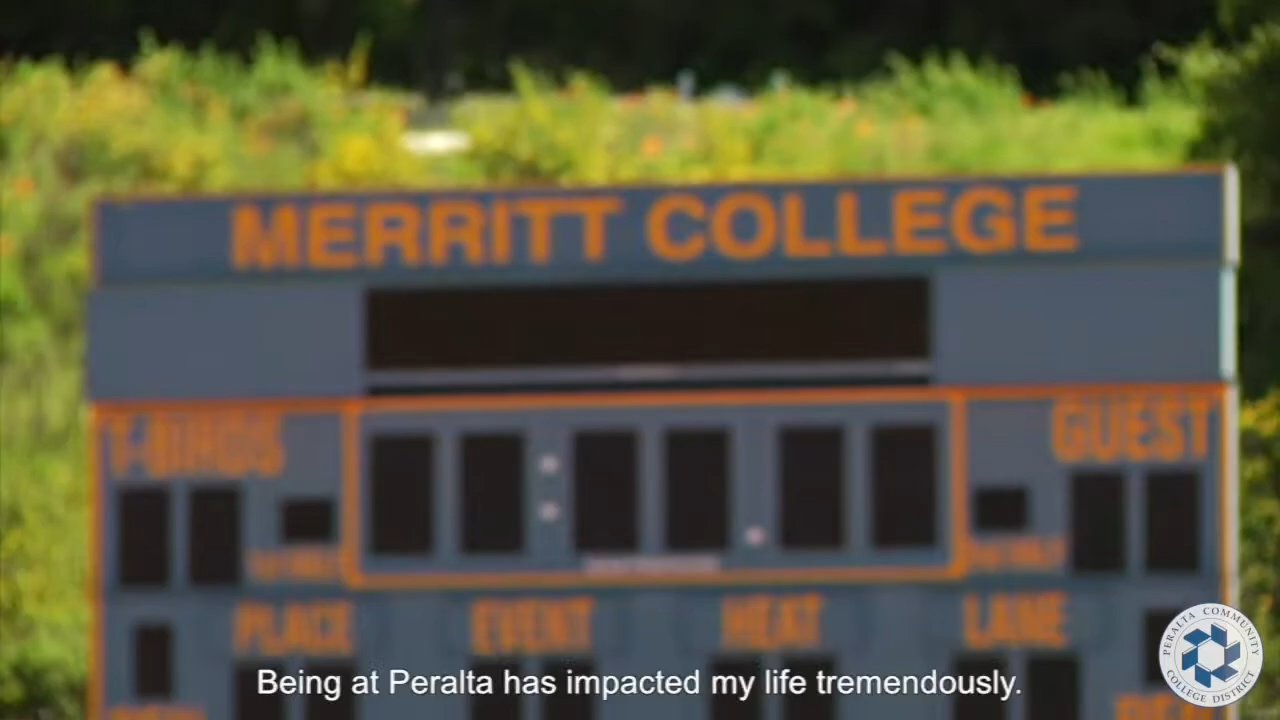 MERRITT COLLEGE
T-BIRDS
GUEST
PLACE EVENT HEAT LANE
Being at Peralta has impacted my life tremendously.
PERALTA COMMUNITY
COLLEGE DISTRICT